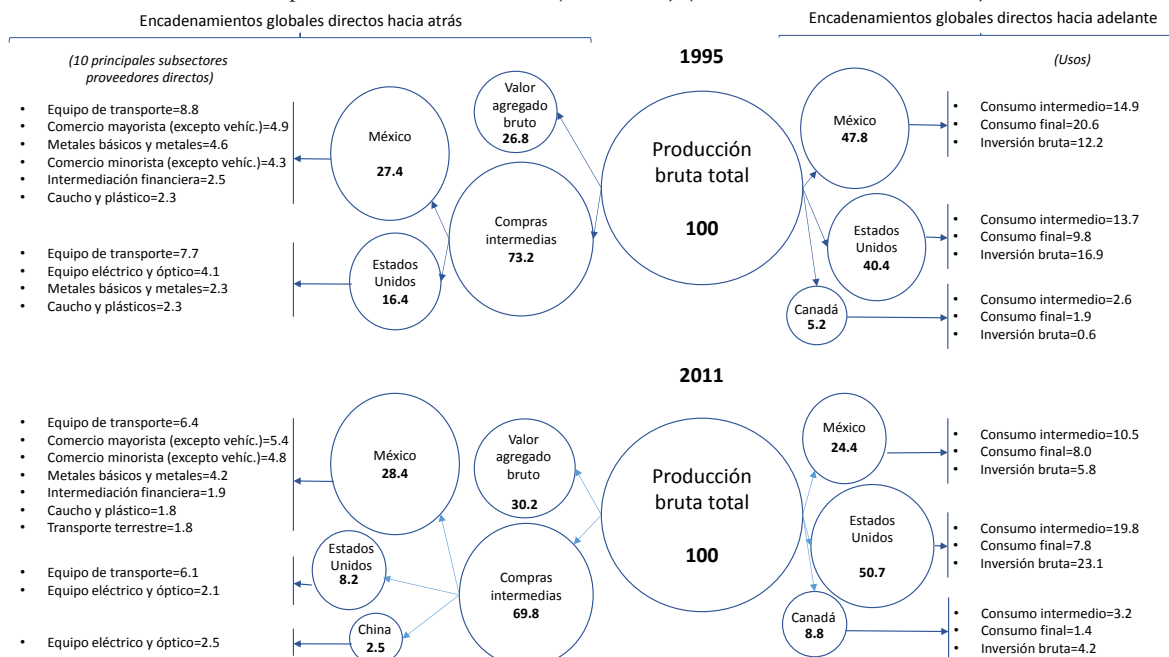 Encadenamientos globales directos hacia atrás
Encadenamientos globales directos hacia adelante
1995
(10 principales subsectores
proveedores directos)
(Usos)
• Equipo de transporte=8.8
• Comercio mayorista (excepto vehíc.)=4.9
• Metales básicos y metales=4.6
• Comercio minorista (excepto vehíc.)=4.3
• Intermediación financiera=2.5
• Caucho y plástico=2.3
México
27.4
Valor
agregado
bruto
26.8
Producción
bruta total
100
México
47.8
• Consumo intermedio=14.9
• Consumo final=20.6
• Inversión bruta=12.2
• Equipo de transporte=7.7
• Equipo eléctrico y óptico=4.1
• Metales básicos y metales=2.3
• Caucho y plásticos=2.3
Estados
Unidos
16.4
Compras
intermedias
73.2
Estados
Unidos
40.4
• Consumo intermedio=13.7
• Consumo final=9.8
• Inversión bruta=16.9
Canadá
5.2
• Consumo intermedio=2.6
• Consumo final=1.9
• Inversión bruta=0.6
2011
• Equipo de transporte=6.4
• Comercio mayorista (excepto vehíc.)=5.4
• Comercio minorista (excepto vehíc.)=4.8
• Metales básicos y metales=4.2
• Intermediación financiera=1.9
• Caucho y plástico=1.8
• Transporte terrestre=1.8
México
28.4
Valor
agregado
bruto
30.2
Producción
bruta total
100
México
24.4
• Consumo intermedio=10.5
• Consumo final=8.0
• Inversión bruta=5.8
• Equipo de transporte=6.1
• Equipo eléctrico y óptico=2.1
Estados
Unidos
8.2
Compras
intermedias
69.8
Estados
Unidos
50.7
• Consumo intermedio=19.8
• Consumo final=7.8
• Inversión bruta=23.1
• Equipo eléctrico y óptico=2.5
China
2.5
Canadá
8.8
• Consumo intermedio=3.2
• Consumo final=1.4
• Inversión bruta=4.2